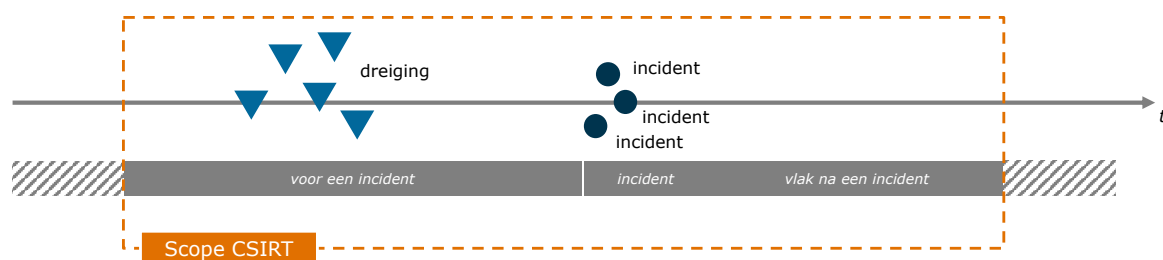 dreiging
incident
incident
incident
t
voor een incident
incident
vlak na een incident
Scope CSIRT